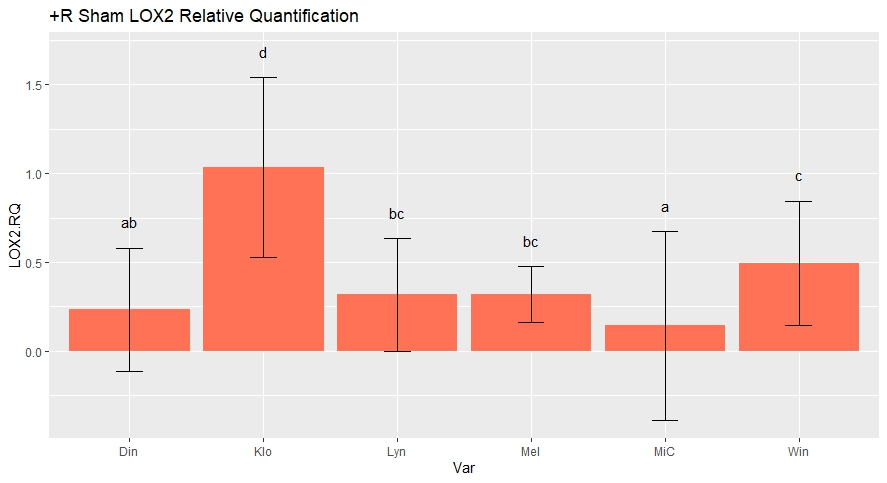 +R Sham LOX2 Relative Quantification
LOX2.RQ
1.5
1.0
0.5
0.0
ab
d
bc
bc
a
c
Din
Klo
Lyn
Mel
MiC
Win
Var